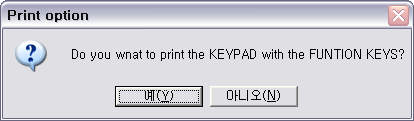 Print option
Do you wnat to print the KEYPAD with the FUNTION KEYS?
예(Y) 아니오(N)